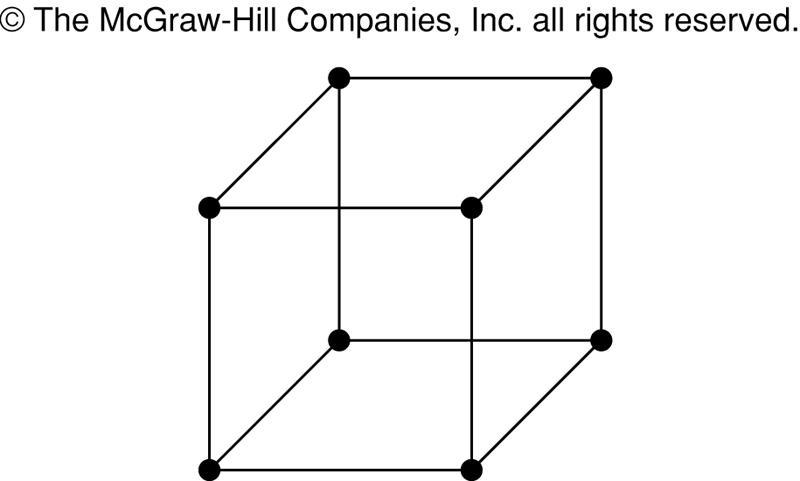 © The McGraw-Hill Companies, Inc. all rights reserved.